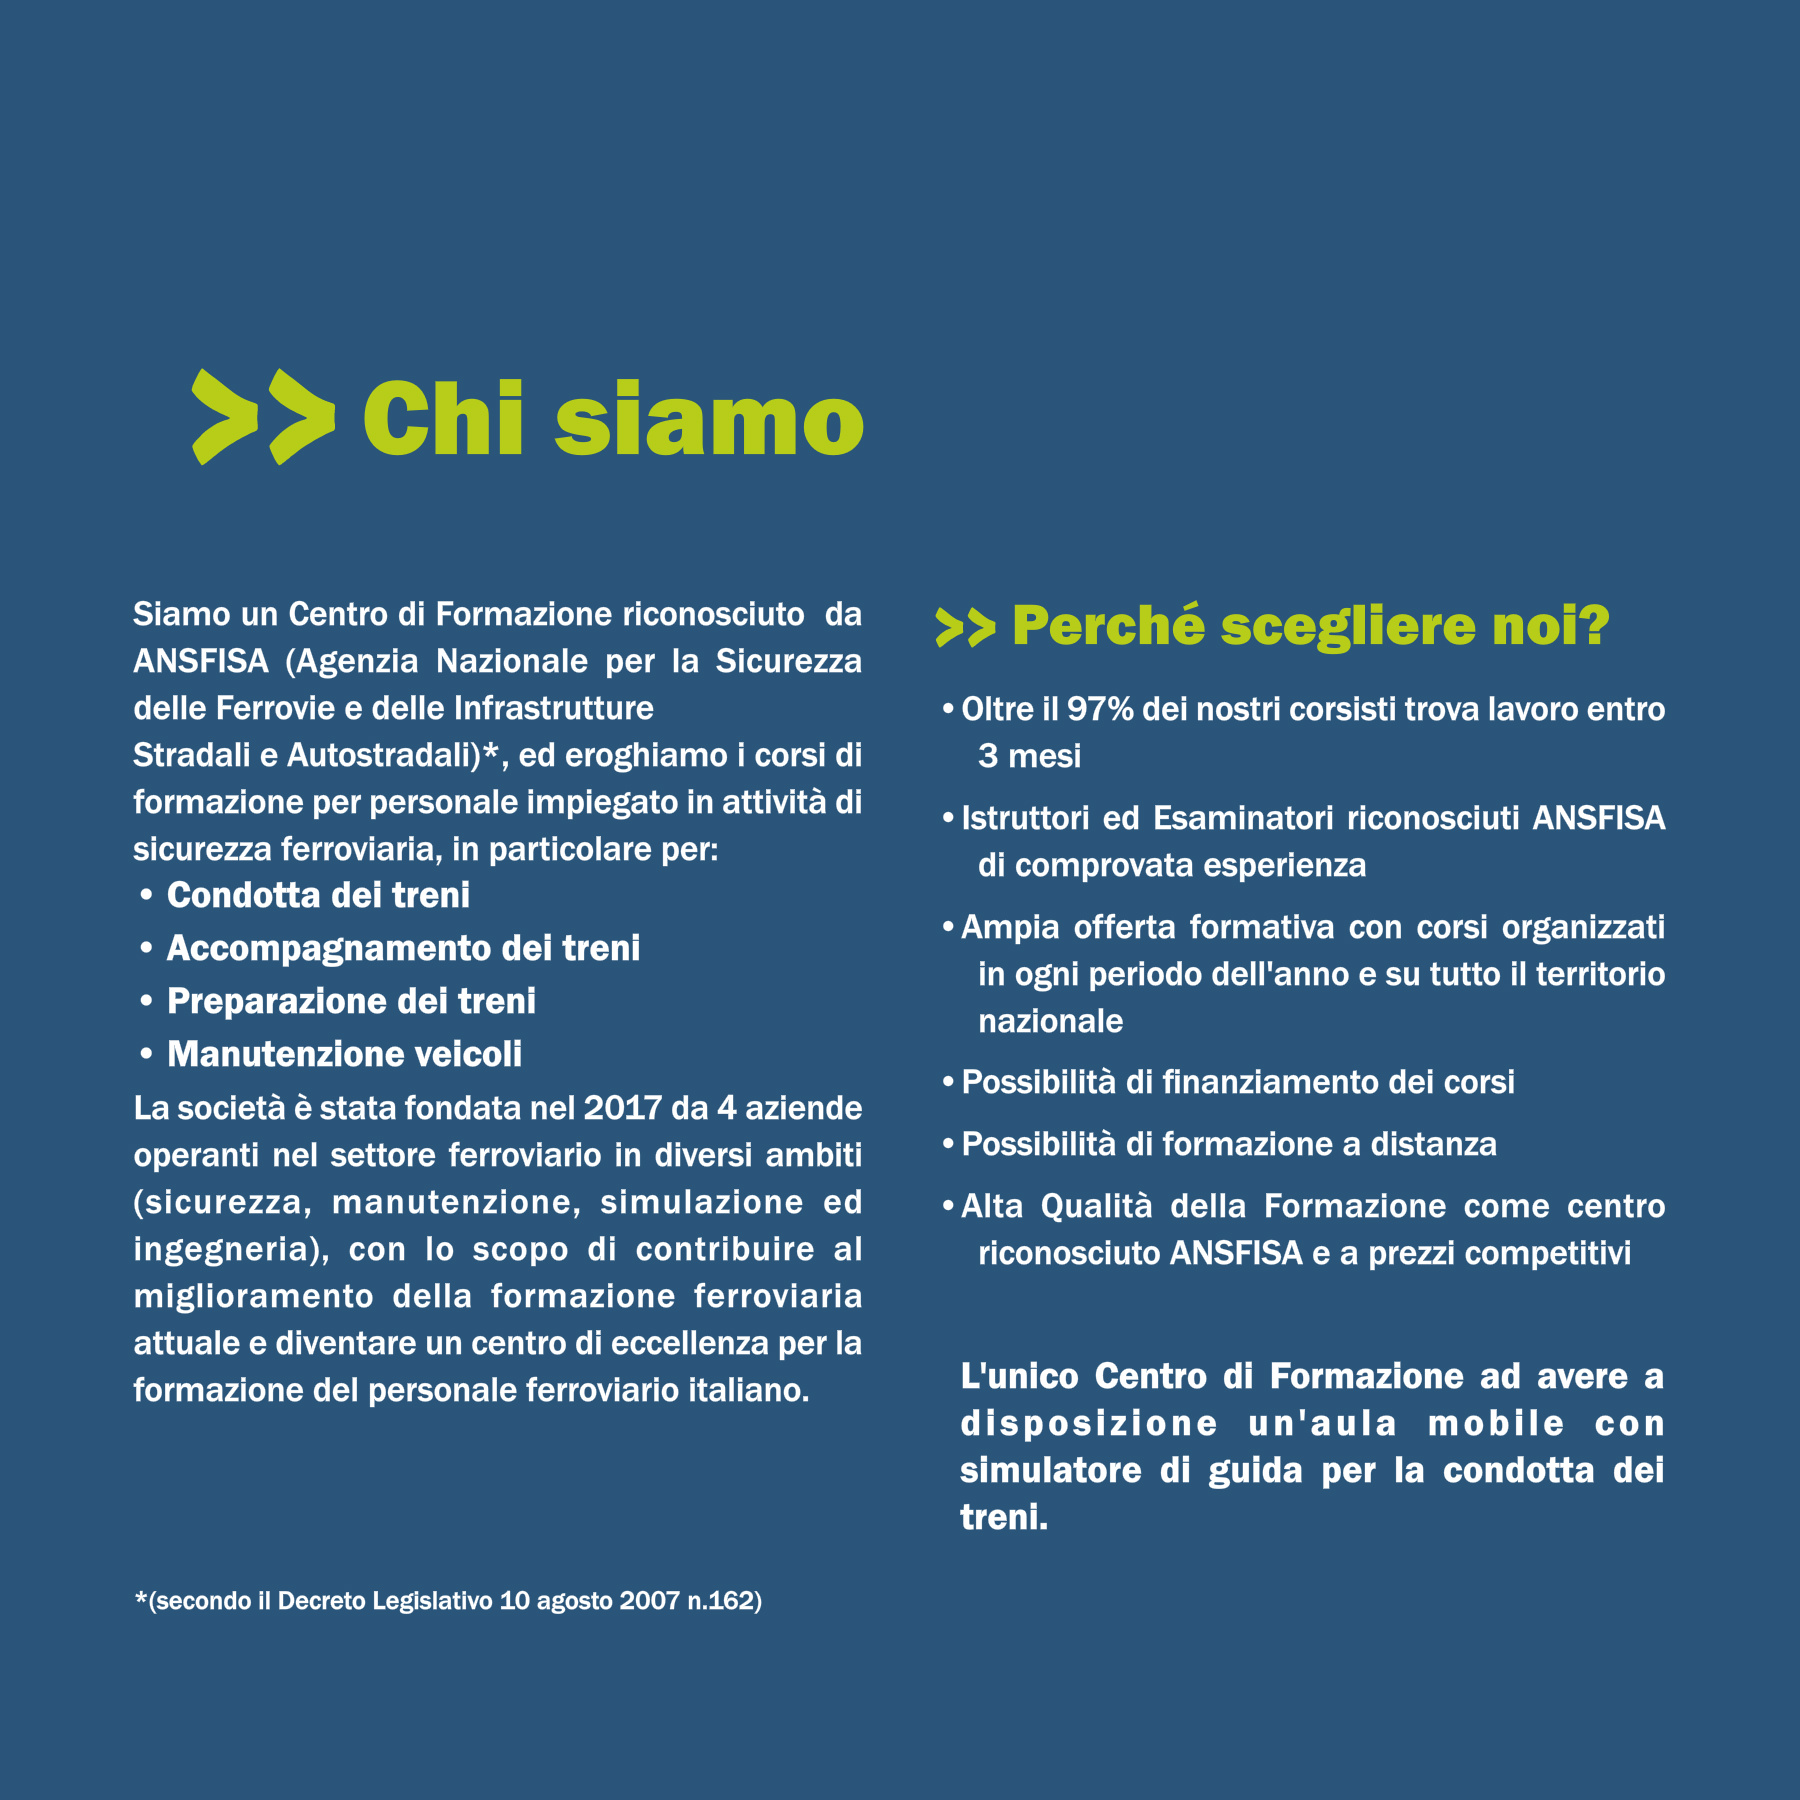 >> Chi siamo
Siamo un Centro di Formazione riconosciuto da
ANSFISA (Agenzia Nazionale per la Sicurezza
delle Ferrovie e delle Infrastrutture
Stradali e Autostradali)*, ed eroghiamo i corsi di
formazione per personale impiegato in attività di
sicurezza ferroviaria, in particolare per:
• Condotta dei treni
• Accompagnamento dei treni
• Preparazione dei treni
• Manutenzione veicoli
La società è stata fondata nel 2017 da 4 aziende
operanti nel settore ferroviario in diversi ambiti
(sicurezza, manutenzione, simulazione ed
ingegneria), con lo scopo di contribuire al
miglioramento della formazione ferroviaria
attuale e diventare un centro di eccellenza per la
formazione del personale ferroviario italiano.
*(secondo il Decreto Legislativo 10 agosto 2007 n.162)
>> Perché scegliere noi?
• Oltre il 97% dei nostri corsisti trova lavoro entro
3 mesi
• Istruttori ed Esaminatori riconosciuti ANSFISA
di comprovata esperienza
• Ampia offerta formativa con corsi organizzati
in ogni periodo dell'anno e su tutto il territorio
nazionale
• Possibilità di finanziamento dei corsi
• Possibilità di formazione a distanza
• Alta Qualità della Formazione come centro
riconosciuto ANSFISA e a prezzi competitivi
L'unico Centro di Formazione ad avere a
disposizione un'aula mobile con
simulatore di guida per la condotta dei
treni.